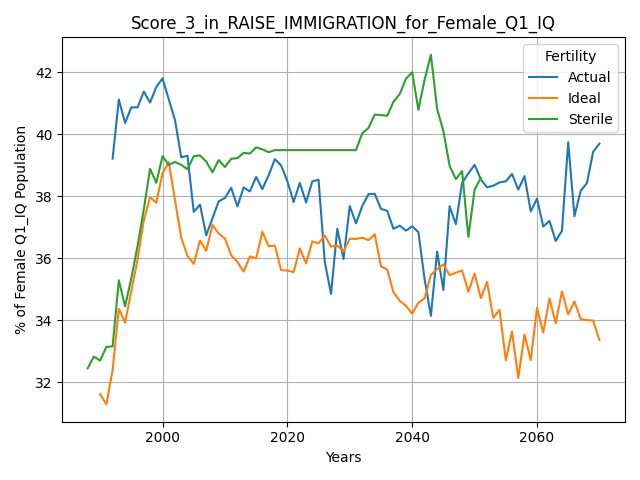 Score_3_in_RAISE_IMMIGRATION_for_Female_Q1_IQ
Fertility
Actual
Ideal
Sterile
% of Female Q1_IQ Population
42
40
38
36
34
32
2000
2020
2040
2060
Years